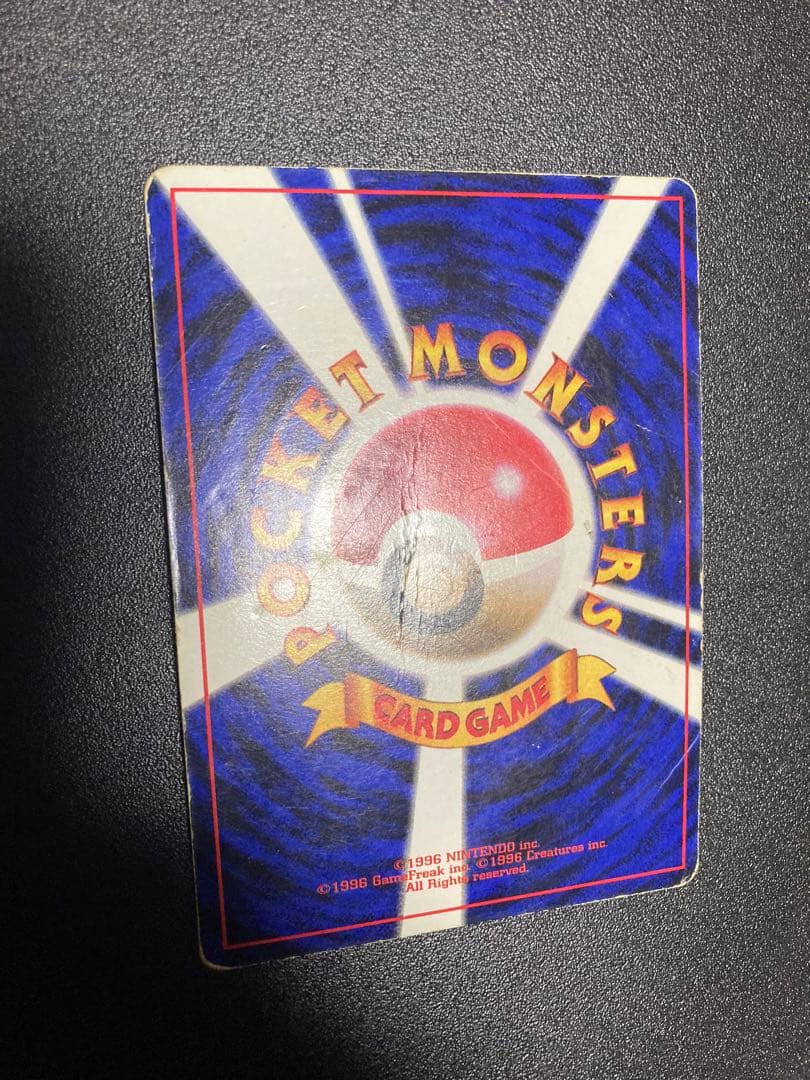 POCKET MONSTERS
CARD GAME
©1996 NINTENDO inc.
©1996 GameFreak inc. ©1996 Creatures inc.
All Rights reserved.